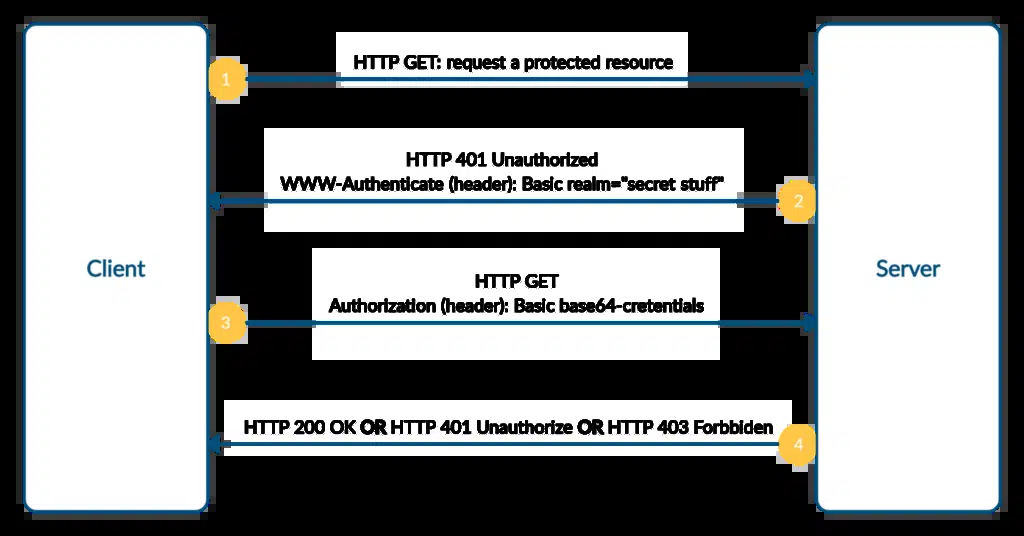 HTTP GET: request a protected resource
1
HTTP 401 Unauthorized
WWW-Authenticate (header): Basic realm="secret stuff"
2
Client
Server
HTTP GET
Authorization (header): Basic base64-cretentials
3
HTTP 200 OK OR HTTP 401 Unauthorize OR HTTP 403 Forbbiden
4